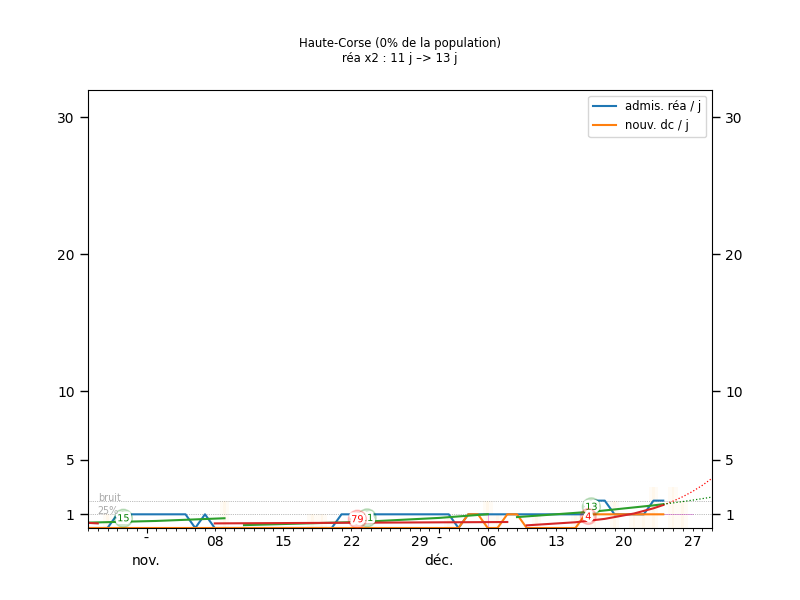 Haute-Corse (0% de la population)
réa x2 : 11 j –> 13 j
admis. réa / j
nouv. dc / j
30 30
20 20
10 10
5 5
bruit
25%
1 1
15 79 1 13 4
08 15 22 29 06 13 20 27
nov. déc.